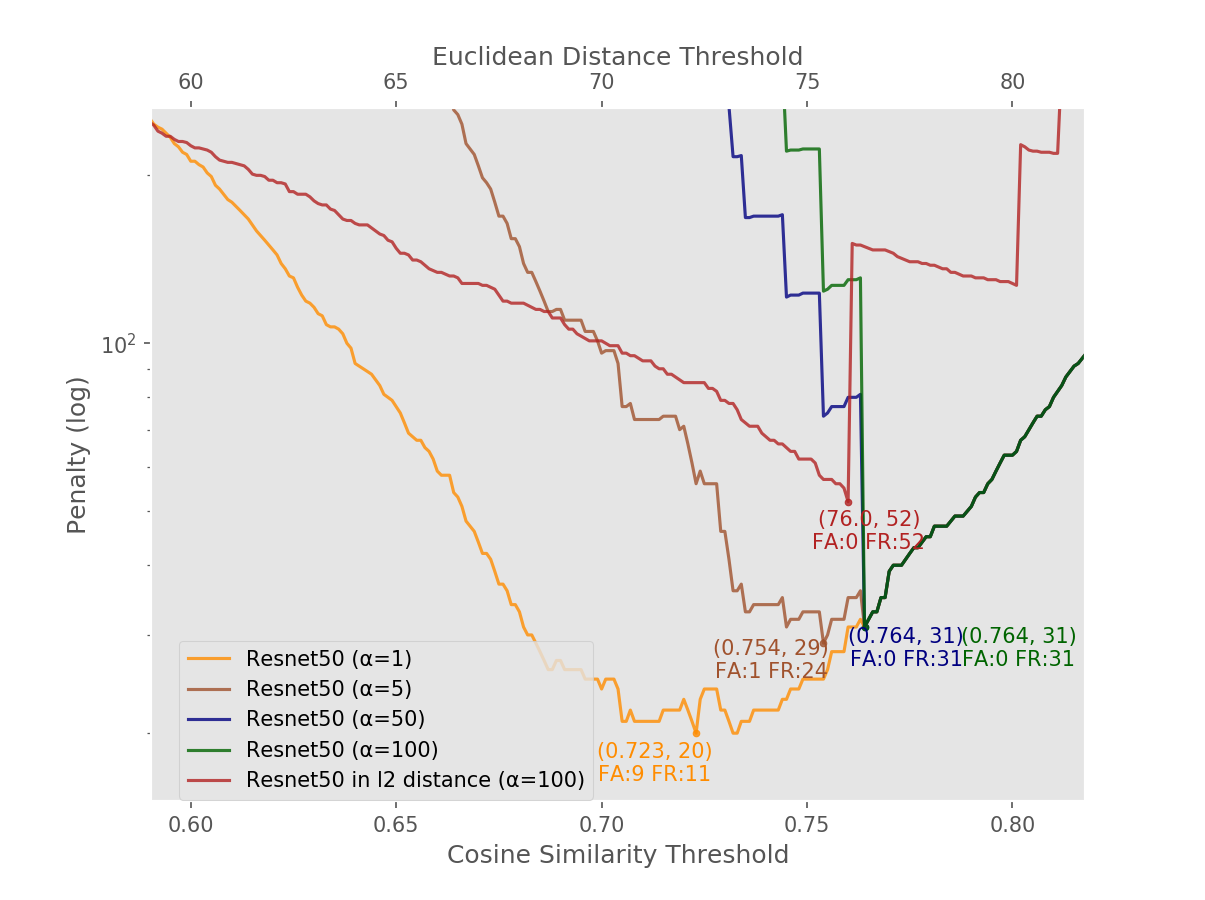 Euclidean Distance Threshold
60 65 70 75 80
10²
Penalty (log)
(76.0, 52)
FA:0 FR:52
(0.754, 29)
FA:1 FR:24
(0.764, 31)
FA:0 FR:31
(0.764, 31)
FA:0 FR:31
(0.723, 20)
FA:9 FR:11
Resnet50 (α=1)
Resnet50 (α=5)
Resnet50 (α=50)
Resnet50 (α=100)
Resnet50 in l2 distance (α=100)
0.60 0.65 0.70 0.75 0.80
Cosine Similarity Threshold